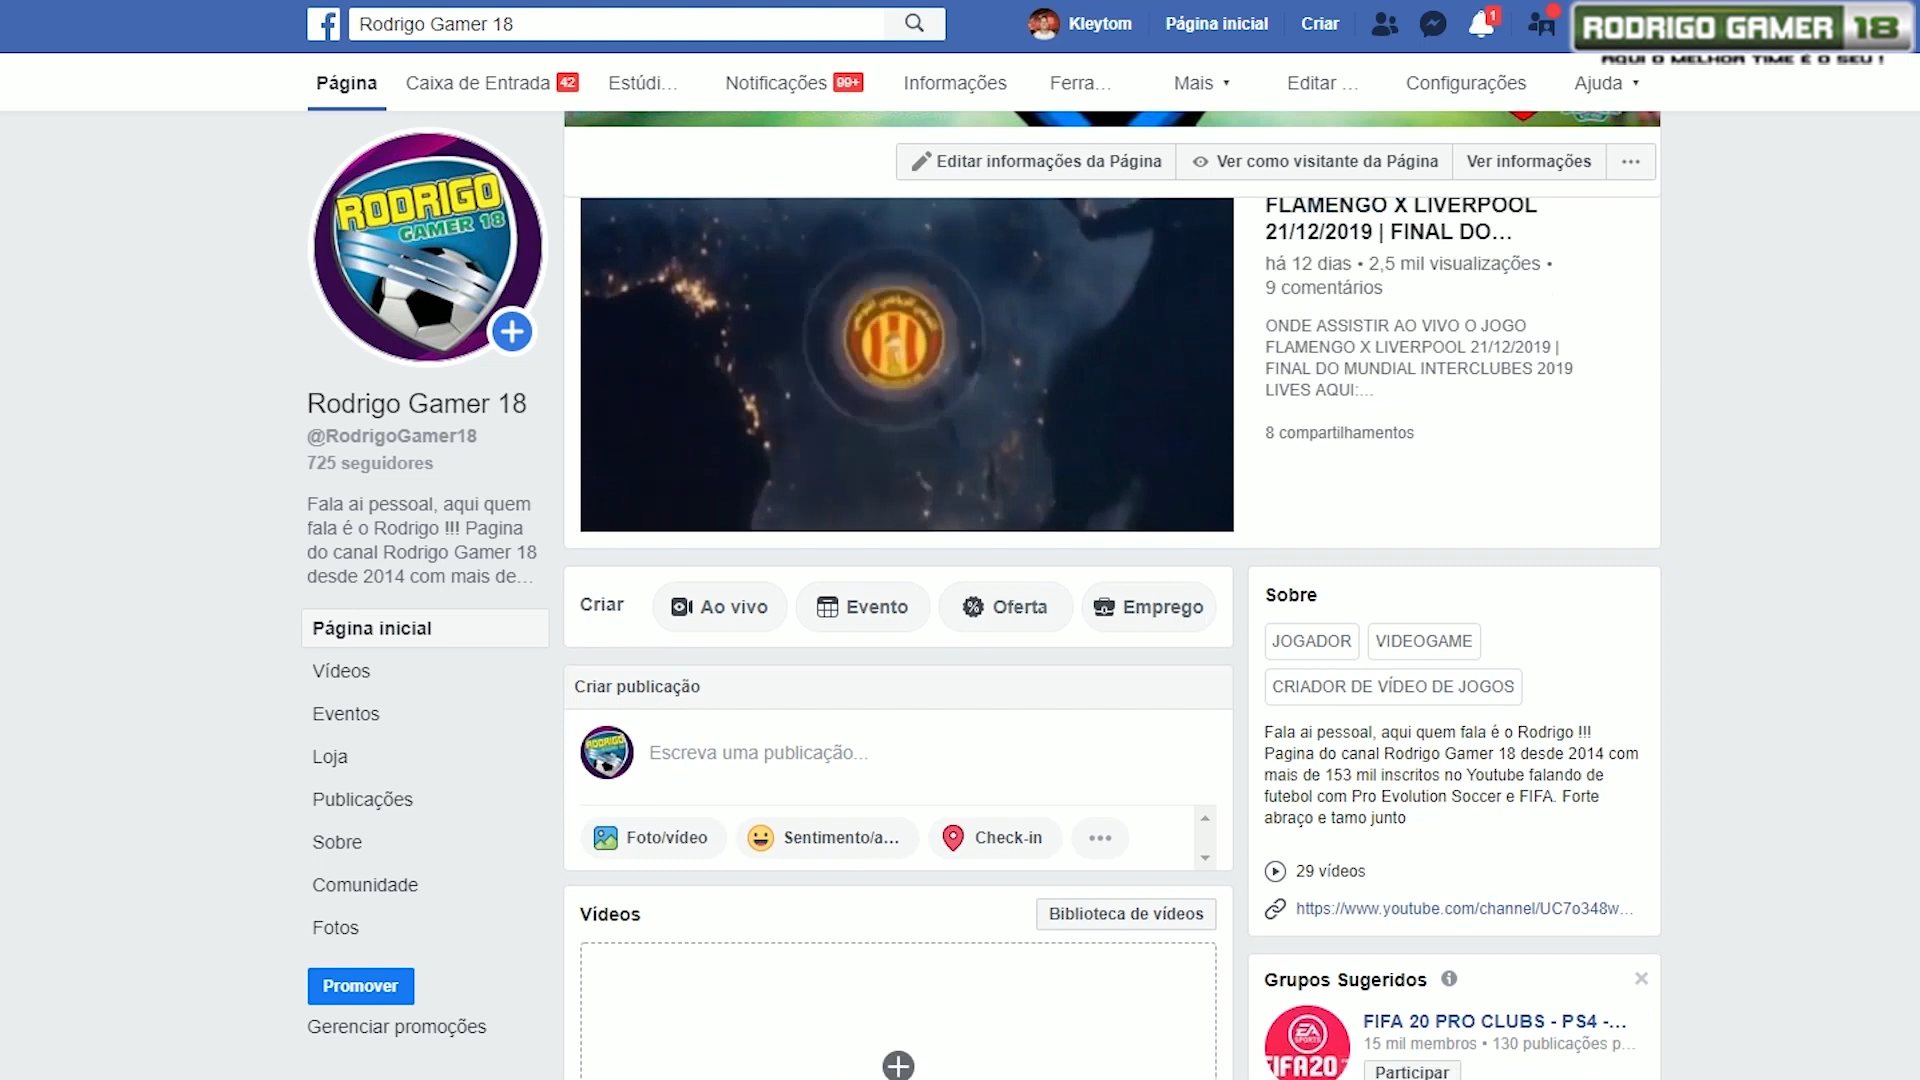 Rodrigo Gamer 18
Kleytom
Página inicial
Criar
1
RODRIGO GAMER 18
AQUI O MELHOR TIME É O SEU !
Página
Caixa de Entrada 42
Estúdi...
Notificações 99+
Informações
Ferra...
Mais
Editar ...
Configurações
Ajuda
Editar informações da Página
Ver como visitante da Página
Ver informações
RODRIGO
GAMER 18
Rodrigo Gamer 18
@RodrigoGamer18
725 seguidores
Fala ai pessoal, aqui quem
fala é o Rodrigo !!! Pagina
do canal Rodrigo Gamer 18
desde 2014 com mais de...
Página inicial
Vídeos
Eventos
Loja
Publicações
Sobre
Comunidade
Fotos
Promover
Gerenciar promoções
FLAMENGO X LIVERPOOL
21/12/2019 | FINAL DO...
há 12 dias • 2,5 mil visualizações •
9 comentários
ONDE ASSISTIR AO VIVO O JOGO
FLAMENGO X LIVERPOOL 21/12/2019 |
FINAL DO MUNDIAL INTERCLUBES 2019
LIVES AQUI:...
8 compartilhamentos
Criar
Ao vivo
Evento
Oferta
Emprego
Criar publicação
RODRIGO
Escreva uma publicação...
Foto/vídeo
Sentimento/a...
Check-in
Vídeos
Biblioteca de vídeos
Sobre
JOGADOR
VIDEOGAME
CRIADOR DE VÍDEO DE JOGOS
Fala ai pessoal, aqui quem fala é o Rodrigo !!!
Pagina do canal Rodrigo Gamer 18 desde 2014 com
mais de 153 mil inscritos no Youtube falando de
futebol com Pro Evolution Soccer e FIFA. Forte
abraço e tamo junto
29 vídeos
https://www.youtube.com/channel/UC7o348w...
Grupos Sugeridos
EA
SPORTS
FIFA20
FIFA 20 PRO CLUBS - PS4 -...
15 mil membros • 130 publicações p...
Participar